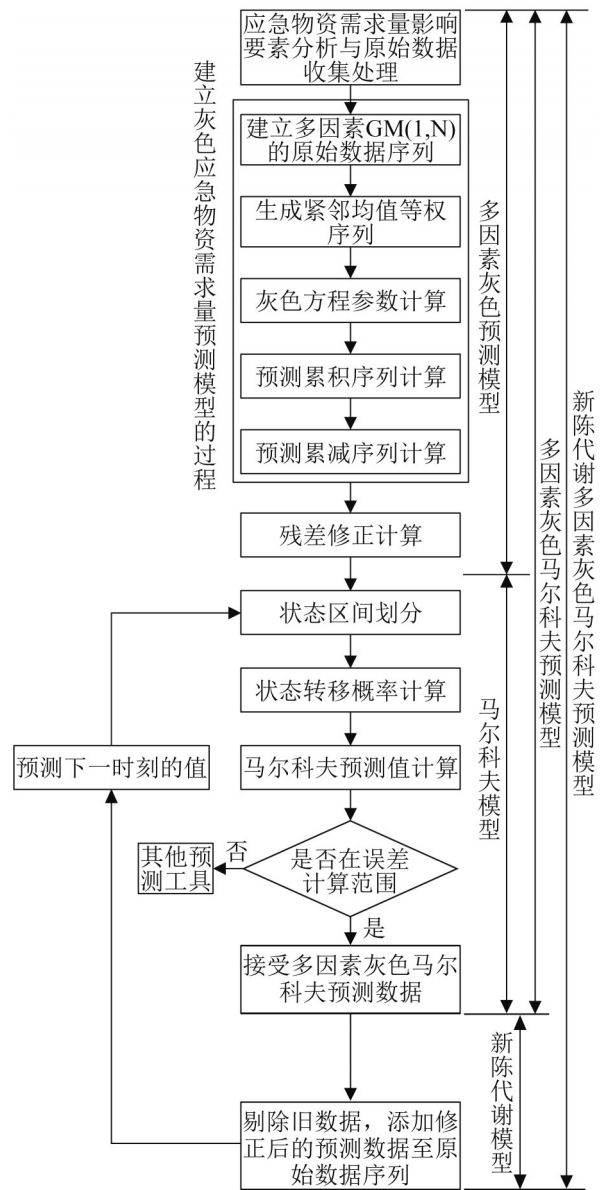 应急物资需求量影响
要素分析与原始数据
收集处理
建立灰色应急物资需求量预测模型的过程
建立多因素GM(1,N)
的原始数据序列
生成紧邻均值等权
序列
灰色方程参数计算
预测累积序列计算
预测累减序列计算
残差修正计算
多因素灰色预测模型
状态区间划分
状态转移概率计算
预测下一时刻的值
马尔科夫预测值计算
是否在误差
计算范围
否
其他预
测工具
是
接受多因素灰色马尔
科夫预测数据
马尔科夫模型
多因素灰色马尔科夫预测模型
新陈代谢多因素灰色马尔科夫预测模型
新陈代谢模型
剔除旧数据，添加修
正后的预测数据至原
始数据序列